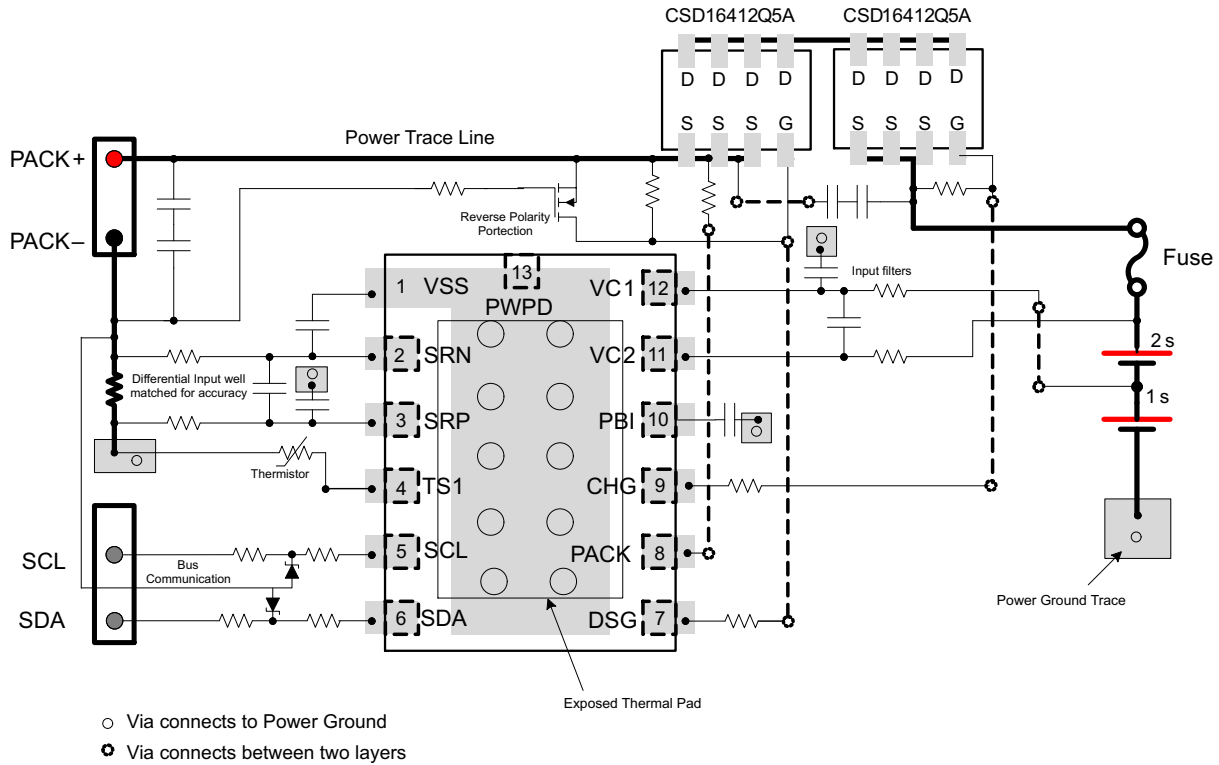 CSD16412Q5A
CSD16412Q5A
D D D D
D D D D
S S S G
S S S G
Power Trace Line
PACK+
PACK–
Reverse Polarity
Portection
Fuse
Input filters
1 VSS
13
PWPD
VC1 12
2 SRN
VC2 11
2 s
1 s
Differential Input well
matched for accuracy
3 SRP
PBI 10
Thermistor
4 TS1
CHG 9
SCL
Bus
Communication
5 SCL
PACK 8
SDA
6 SDA
DSG 7
Power Ground Trace
Exposed Thermal Pad
Via connects to Power Ground
Via connects between two layers